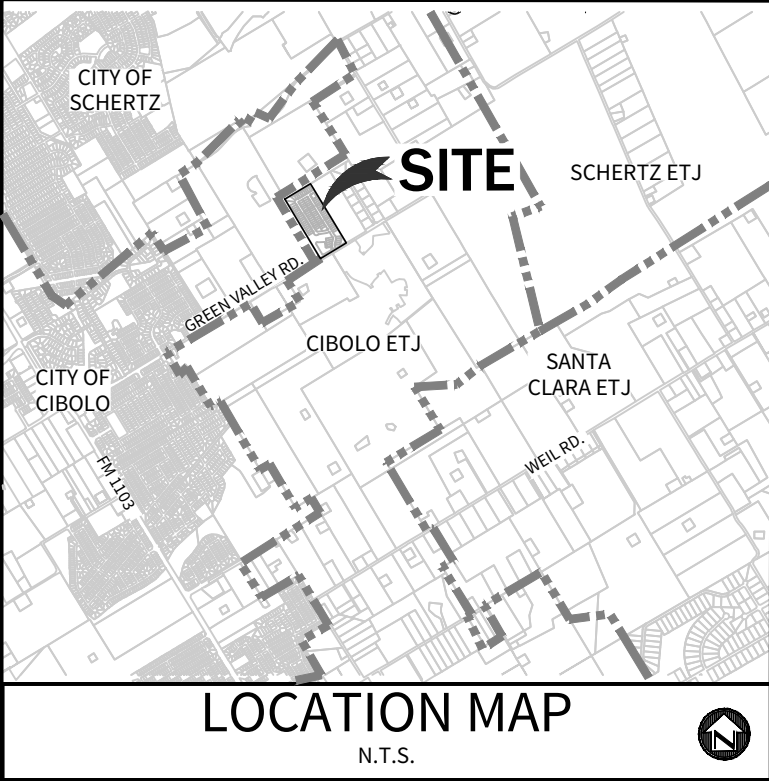 CITY OF
SCHERTZ
SITE
SCHERTZ ETJ
GREEN VALLEY RD.
CIBOLO ETJ
SANTA
CLARA ETJ
CITY OF
CIBOLO
WEIL RD.
FM 1103
LOCATION MAP
N.T.S.
N